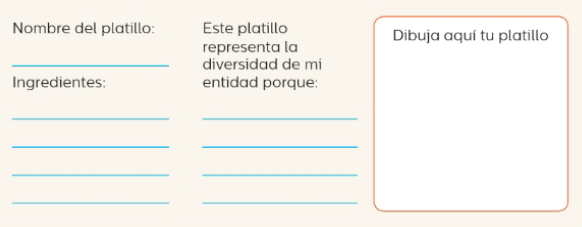 Nombre del platillo:
Ingredientes:
Este platillo
representa la
diversidad de mi
entidad porque:
Dibuja aquí tu platillo